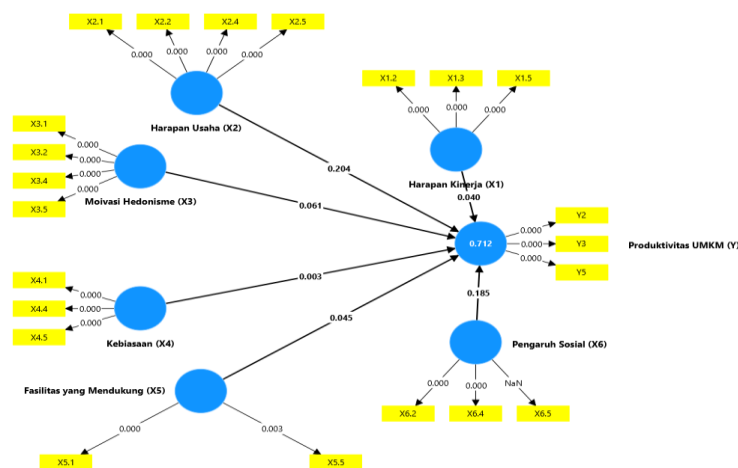 X2.1 X2.2 X2.4 X2.5
0.000 0.000 0.000 0.000
Harapan Usaha (X2)
X1.2 X1.3 X1.5
0.000 0.000 0.000
Harapan Kinerja (X1)
X3.1
X3.2
X3.4
X3.5
0.000
0.000
0.000
0.000
Moivasi Hedonisme (X3)
0.204
0.061
0.040
0.003
0.045
0.185
0.712
Y2
Y3
Y5
0.000
0.000
0.000
Produktivitas UMKM (Y)
X4.1
X4.4
X4.5
0.000
0.000
0.000
Kebiasaan (X4)
Fasilitas yang Mendukung (X5)
0.000 0.003
X5.1 X5.5
Pengaruh Sosial (X6)
0.000 0.000 NaN
X6.2 X6.4 X6.5